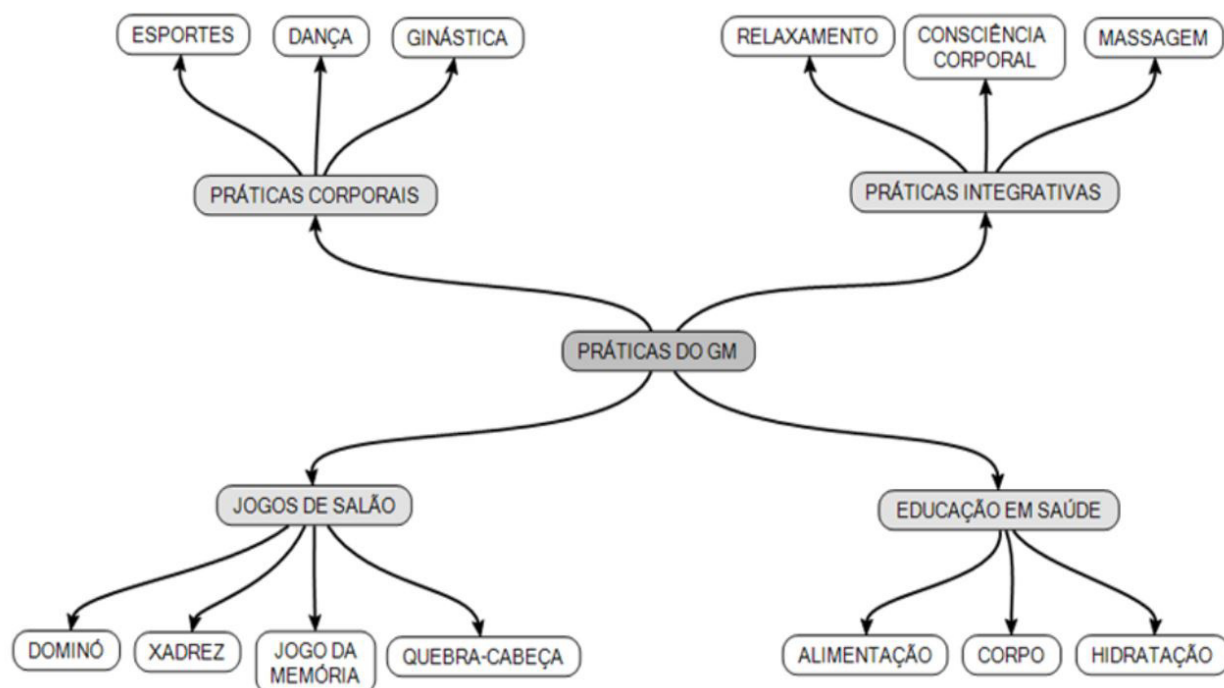 ESPORTES
DANÇA
GINÁSTICA
RELAXAMENTO
CONSCIÊNCIA
CORPORAL
MASSAGEM
PRÁTICAS CORPORAIS
PRÁTICAS INTEGRATIVAS
PRÁTICAS DO GM
JOGOS DE SALÃO
EDUCAÇÃO EM SAÚDE
DOMINÓ
XADREZ
JOGO DA
MEMÓRIA
QUEBRA-CABEÇA
ALIMENTAÇÃO
CORPO
HIDRATAÇÃO